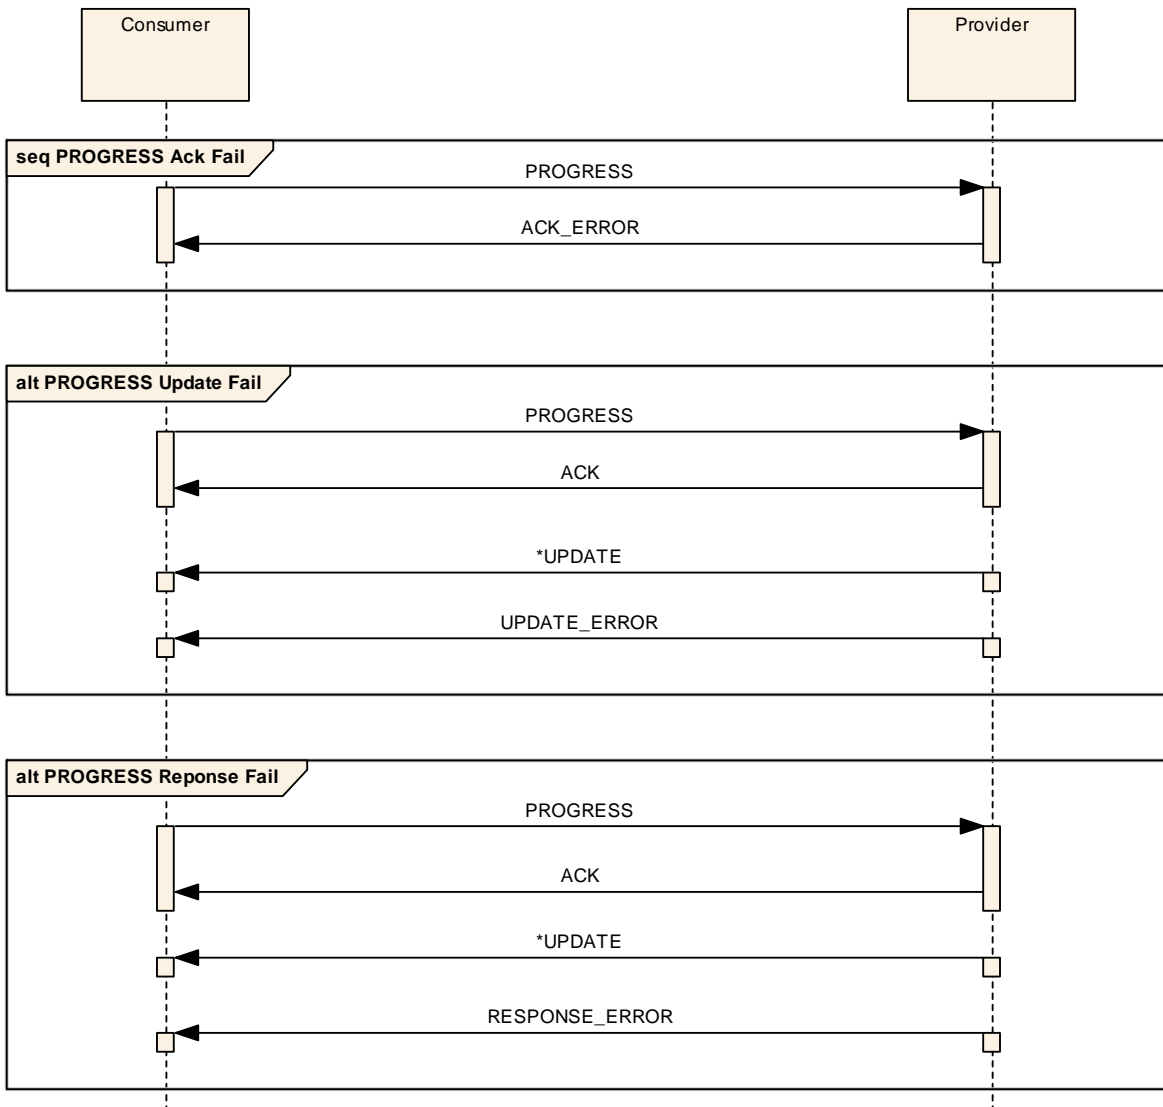 Consumer
Provider
seq PROGRESS Ack Fail
PROGRESS
ACK_ERROR
alt PROGRESS Update Fail
PROGRESS
ACK
*UPDATE
UPDATE_ERROR
alt PROGRESS Reponse Fail
PROGRESS
ACK
*UPDATE
RESPONSE_ERROR